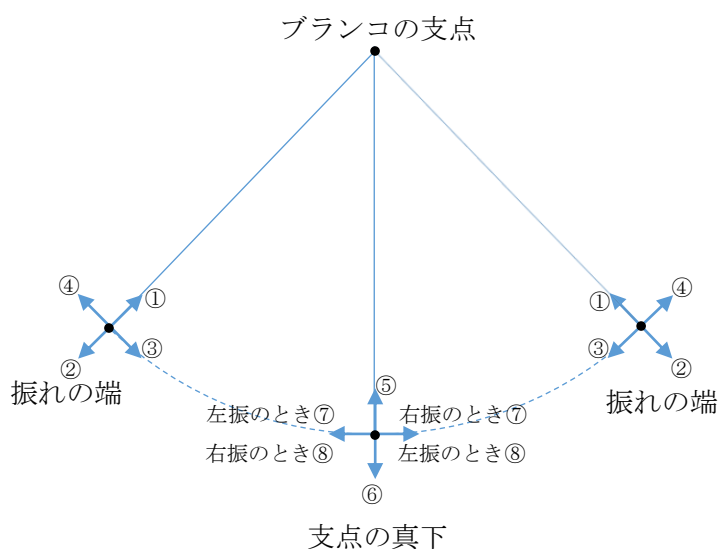 ブランコの支点
④
①
②
③
振れの端
①
④
③
②
振れの端
⑤
左振のとき⑦
右振のとき⑦
右振のとき⑧
左振のとき⑧
⑥
支点の真下